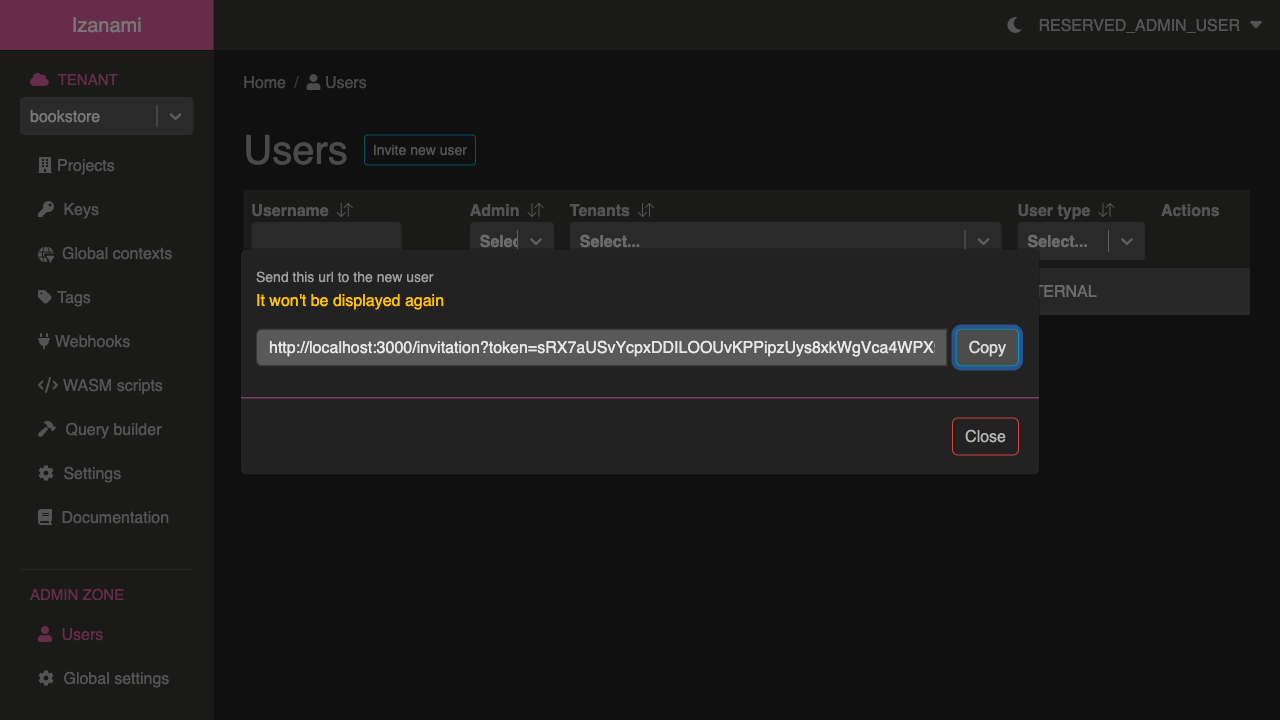 Izanami
RESERVED_ADMIN_USER
TENANT
bookstore
Projects
Keys
Global contexts
Tags
Webhooks
WASM scripts
Query builder
Settings
Documentation
ADMIN ZONE
Users
Global settings
Home / Users
Users
Invite new user
Username Admin Tenants User type Actions
Selec Select... Select...
TERNAL
Send this url to the new user
It won't be displayed again
http://localhost:3000/invitation?token=sRX7aUSvYcpxDDILOOUvKPPipzUys8xkWgVca4WPX
Copy
Close